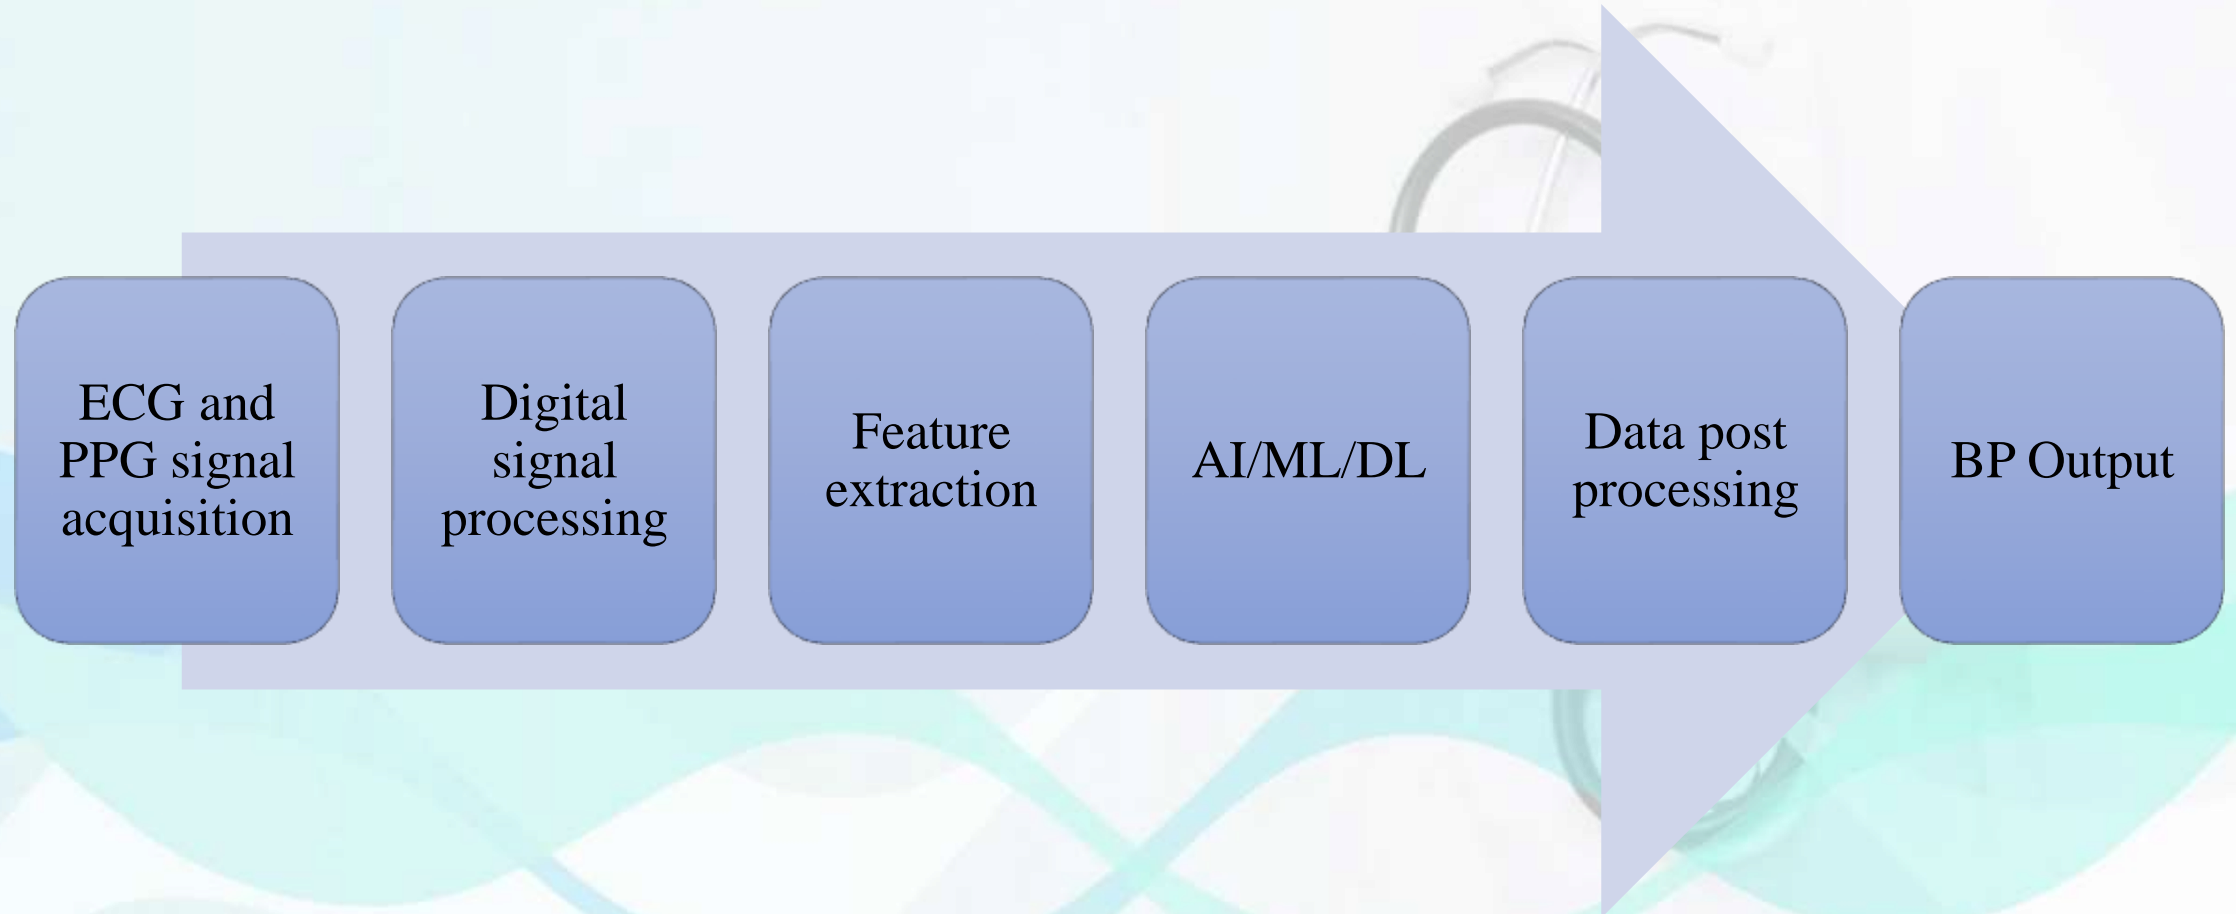 ECG and
PPG signal
acquisition
Digital
signal
processing
Feature
extraction
AI/ML/DL
Data post
processing
BP Output